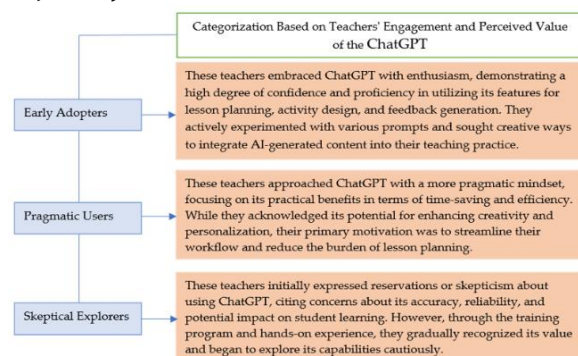 Categorization Based on Teachers' Engagement and Perceived Value
of the ChatGPT
Early Adopters
These teachers embraced ChatGPT with enthusiasm, demonstrating a
high degree of confidence and proficiency in utilizing its features for
lesson planning, activity design, and feedback generation. They
actively experimented with various prompts and sought creative ways
to integrate AI-generated content into their teaching practice.
Pragmatic Users
These teachers approached ChatGPT with a more pragmatic mindset,
focusing on its practical benefits in terms of time-saving and efficiency.
While they acknowledged its potential for enhancing creativity and
personalization, their primary motivation was to streamline their
workflow and reduce the burden of lesson planning.
Skeptical Explorers
These teachers initially expressed reservations or skepticism about
using ChatGPT, citing concerns about its accuracy, reliability, and
potential impact on student learning. However, through the training
program and hands-on experience, they gradually recognized its value
and began to explore its capabilities cautiously.